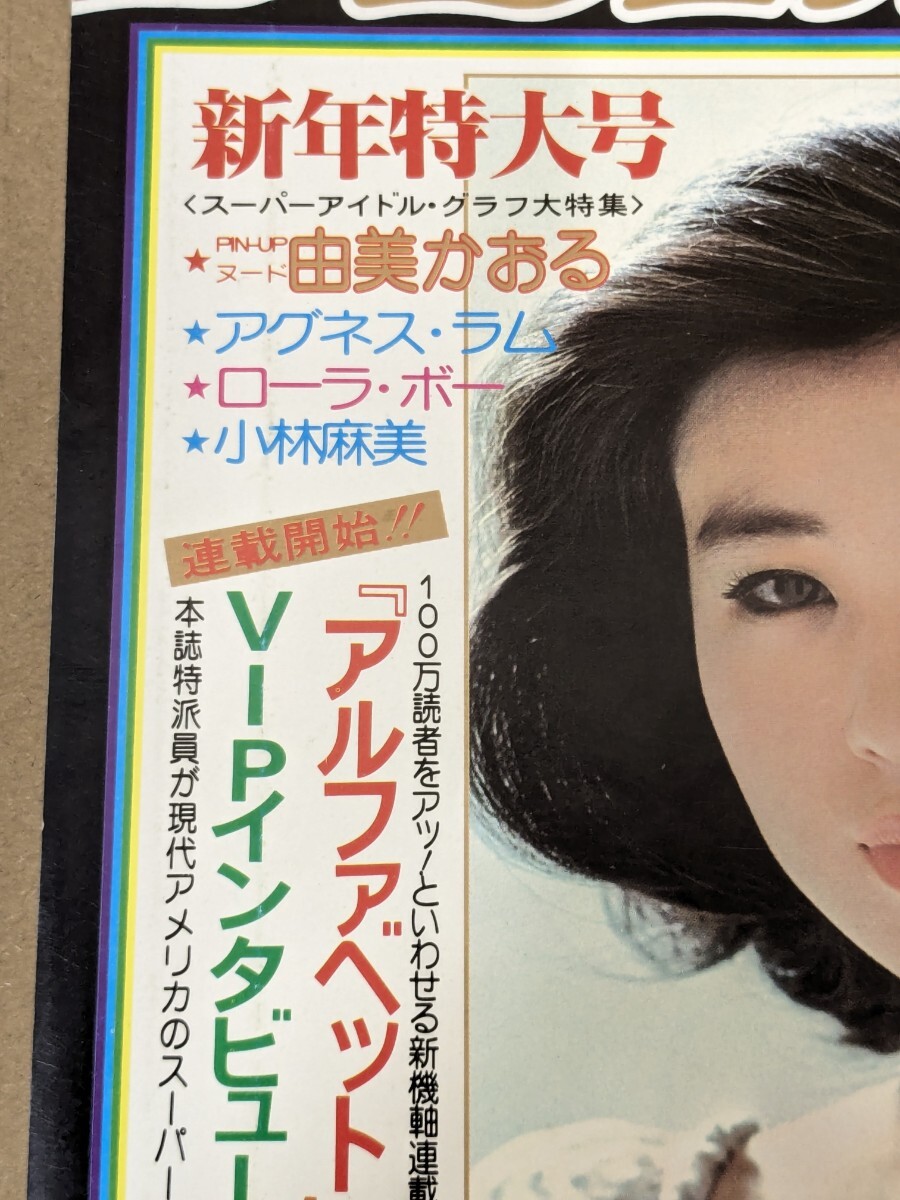 新年特大号
〈スーパーアイドル・グラフ大特集〉
★PIN-UPヌード由美かおる
★アグネス・ラム
★ローラ・ボー
★小林麻美
連載開始!!
100万読者をアッ!といわせる新機軸連載
『アルファベット
VIPインタビュー
本誌特派員が現代アメリカのスーパー